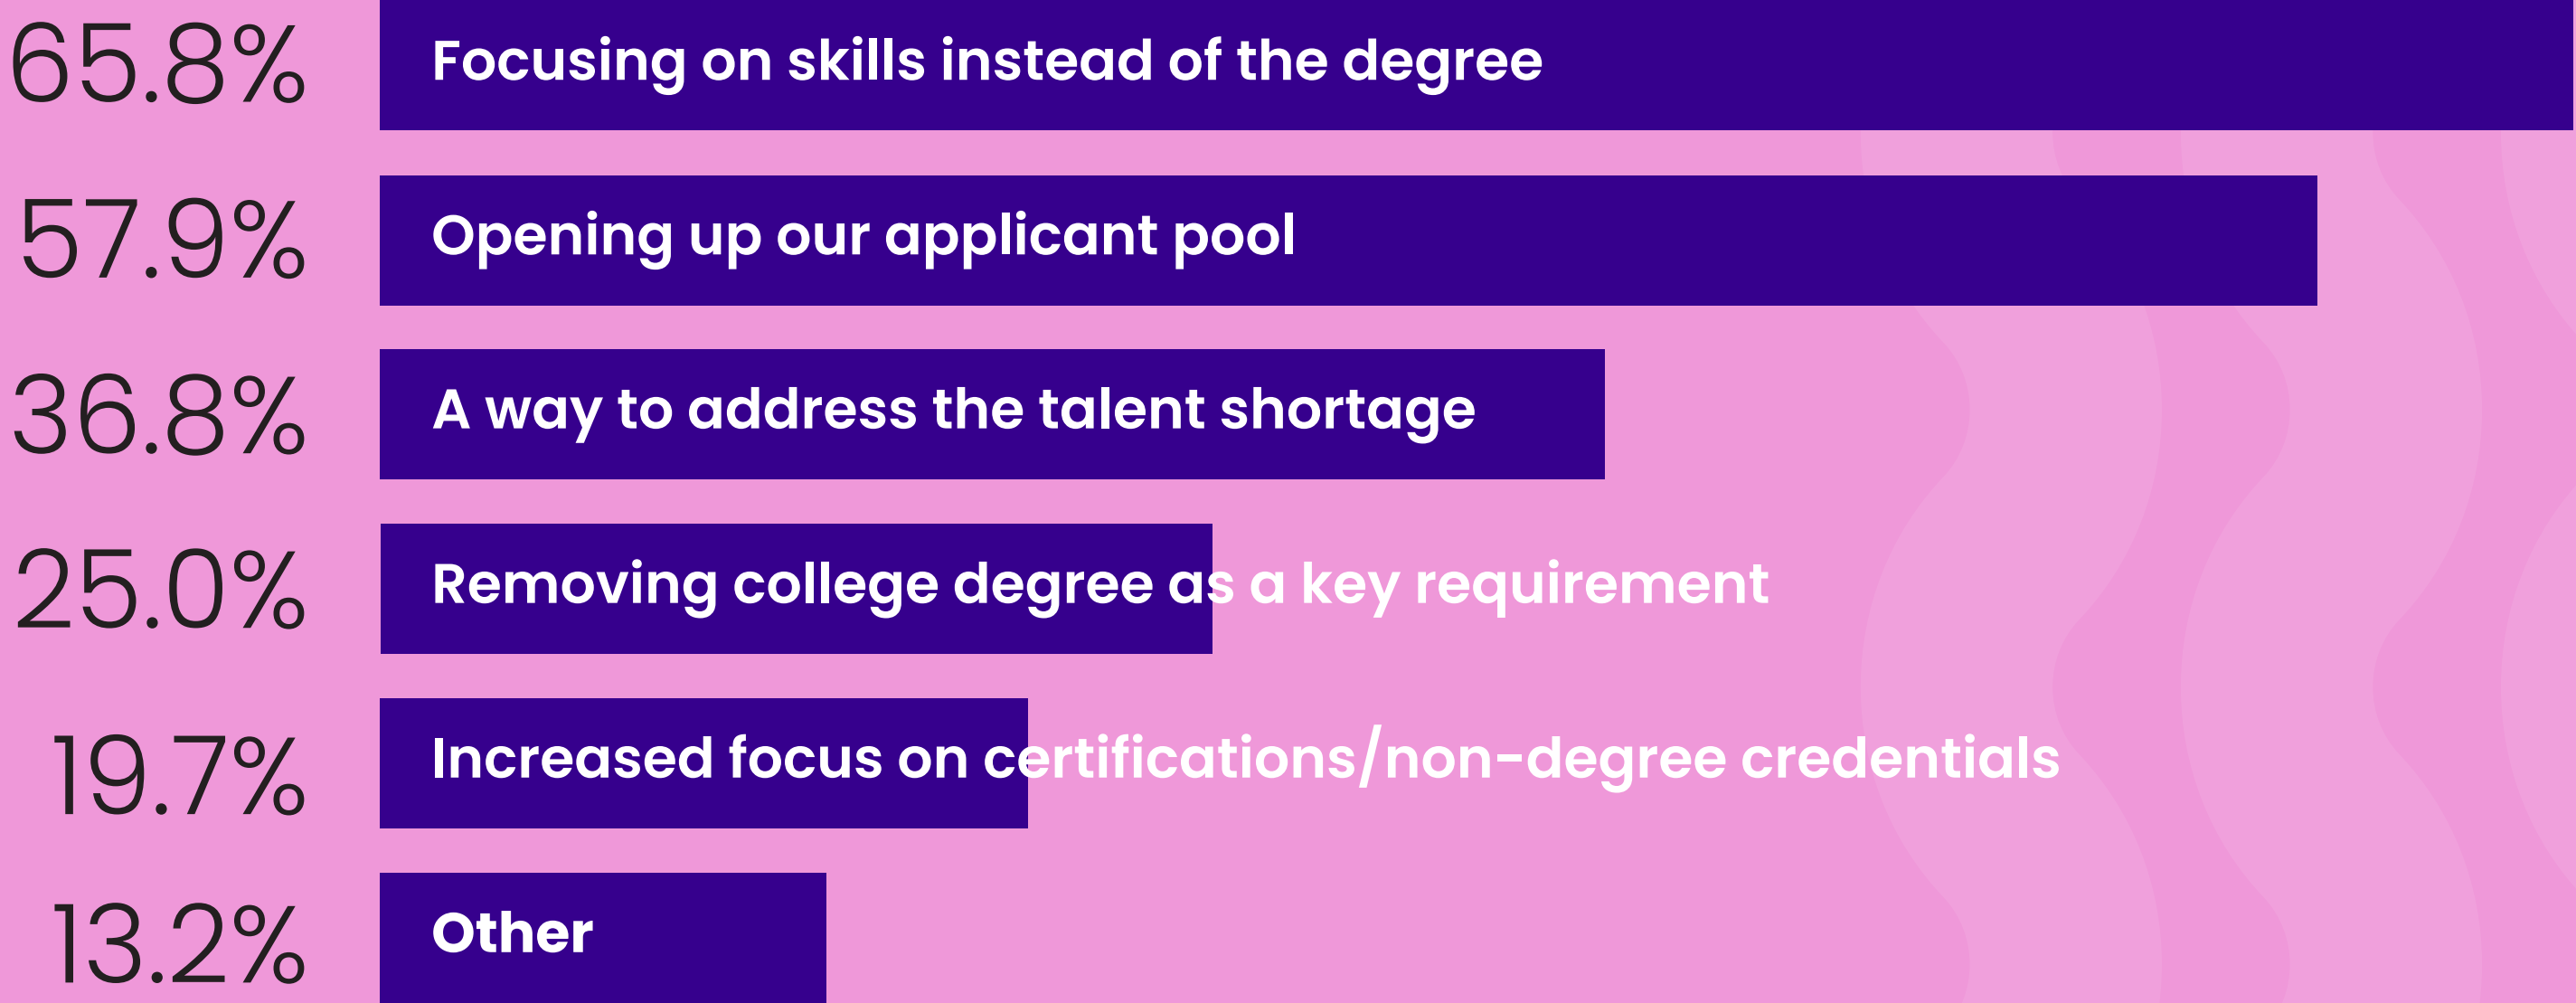 65.8% Focusing on skills instead of the degree
57.9% Opening up our applicant pool
36.8% A way to address the talent shortage
25.0% Removing college degree as a key requirement
19.7% Increased focus on certifications/non-degree credentials
13.2% Other